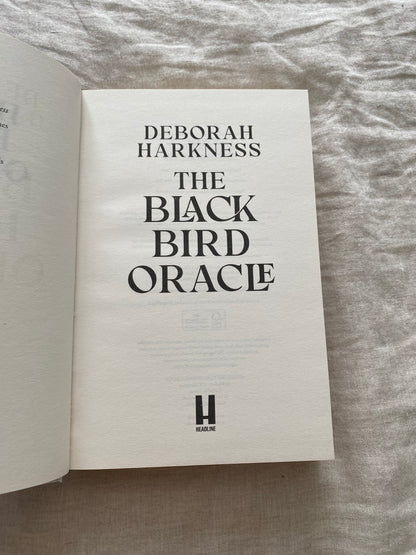 DEBORAH
HARKNESS
THE
BLACK
BIRD
ORACLE
H
HEADLINE